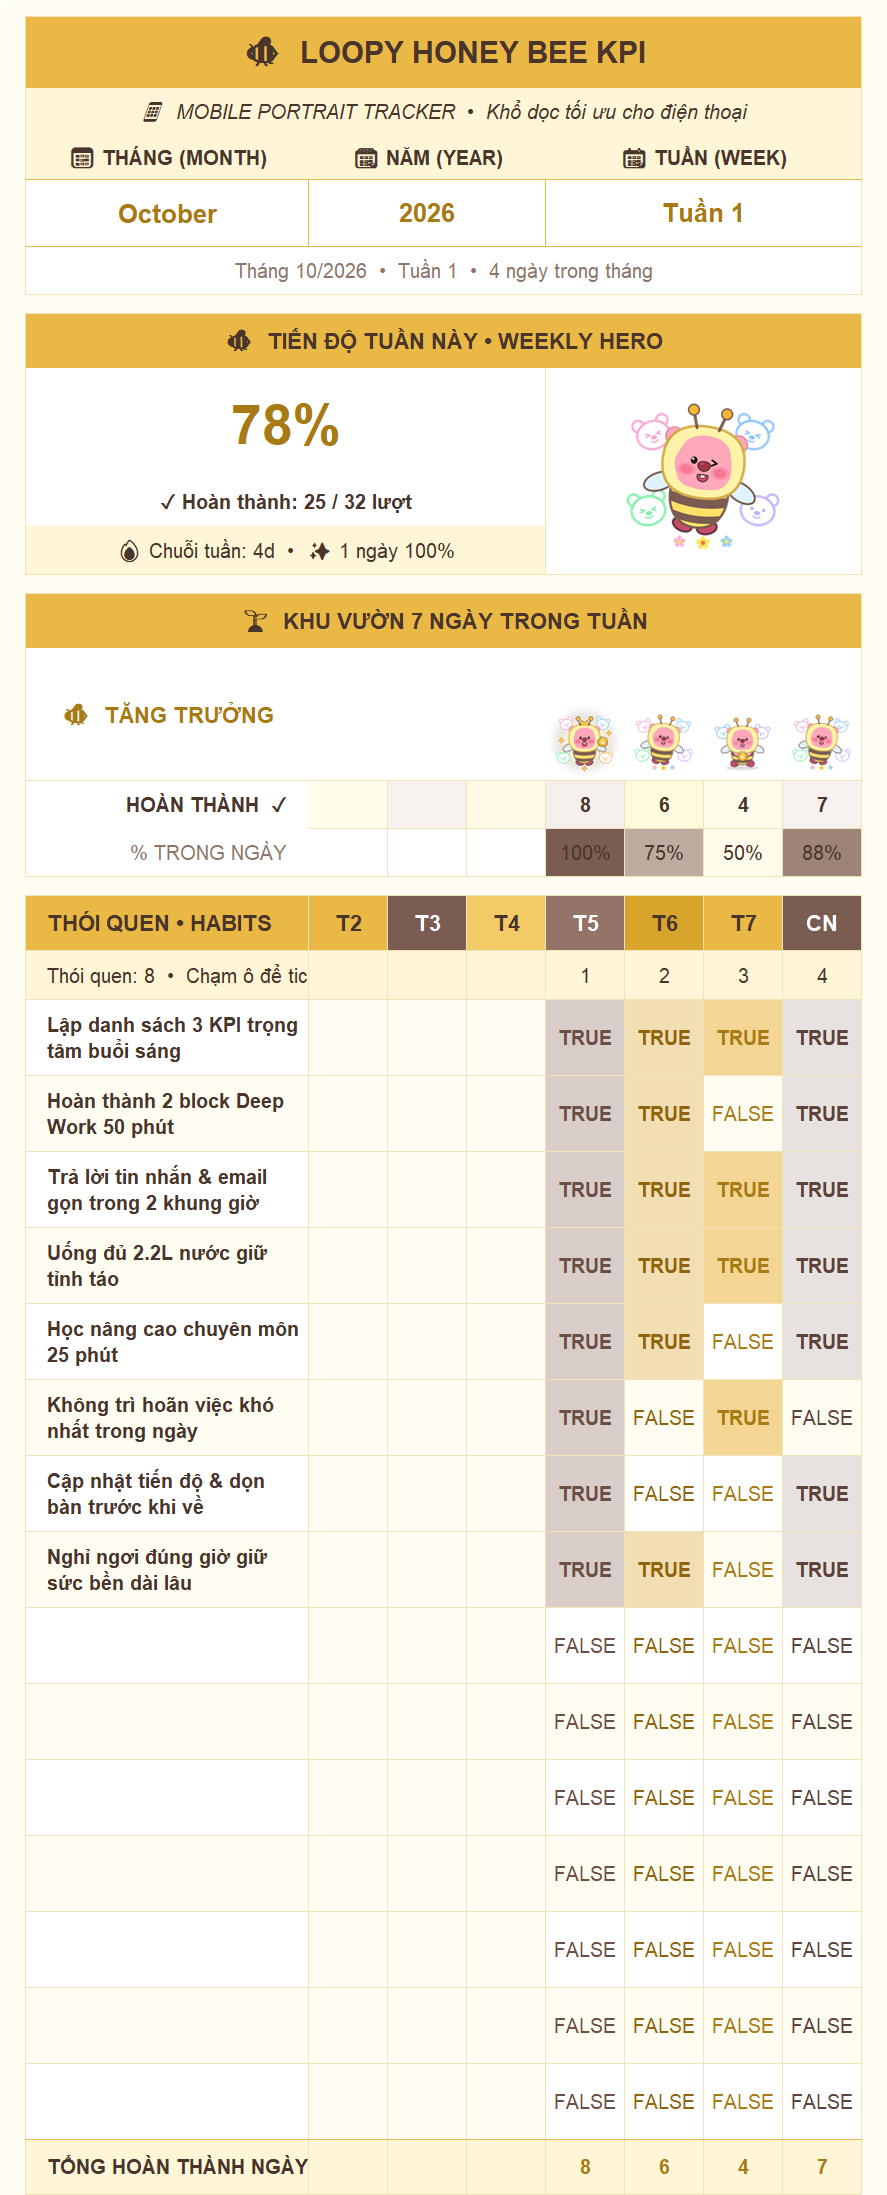 LOOPY HONEY BEE KPI
MOBILE PORTRAIT TRACKER • Khổ dọc tối ưu cho điện thoại
THÁNG (MONTH) NĂM (YEAR) TUẦN (WEEK)
October 2026 Tuần 1
Tháng 10/2026 • Tuần 1 • 4 ngày trong tháng
TIẾN ĐỘ TUẦN NÀY • WEEKLY HERO
78%
✓ Hoàn thành: 25 / 32 lượt
Chuỗi tuần: 4d • 1 ngày 100%
KHU VƯỜN 7 NGÀY TRONG TUẦN
TĂNG TRƯỞNG
HOÀN THÀNH ✓ 8 6 4 7
% TRONG NGÀY 100% 75% 50% 88%
THÓI QUEN • HABITS T2 T3 T4 T5 T6 T7 CN
Thói quen: 8 • Chạm ô để tic 1 2 3 4
Lập danh sách 3 KPI trọng
tâm buổi sáng TRUE TRUE TRUE TRUE
Hoàn thành 2 block Deep
Work 50 phút TRUE TRUE FALSE TRUE
Trả lời tin nhắn & email
gọn trong 2 khung giờ TRUE TRUE TRUE TRUE
Uống đủ 2.2L nước giữ
tỉnh táo TRUE TRUE TRUE TRUE
Học nâng cao chuyên môn
25 phút TRUE TRUE FALSE TRUE
Không trì hoãn việc khó
nhất trong ngày TRUE FALSE TRUE FALSE
Cập nhật tiến độ & dọn
bàn trước khi về TRUE FALSE FALSE TRUE
Nghỉ ngơi đúng giờ giữ
sức bền dài lâu TRUE TRUE FALSE TRUE
FALSE FALSE FALSE FALSE
FALSE FALSE FALSE FALSE
FALSE FALSE FALSE FALSE
FALSE FALSE FALSE FALSE
FALSE FALSE FALSE FALSE
FALSE FALSE FALSE FALSE
FALSE FALSE FALSE FALSE
TỔNG HOÀN THÀNH NGÀY 8 6 4 7